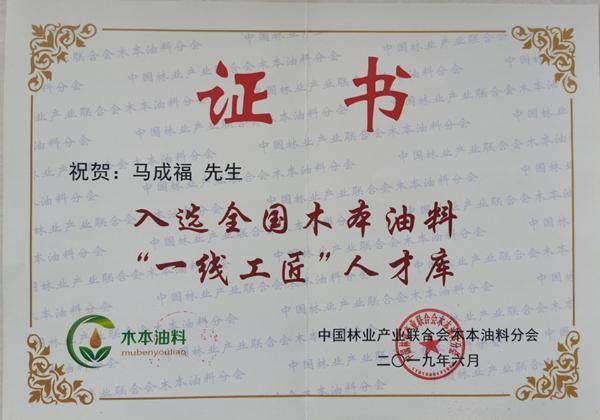 证书
祝贺：马成福 先生
入选全国木本油料
“一线工匠”人才库
木本油料
mubenyouliao
中国林业产业联合会木本油料分会
二〇一九年六月